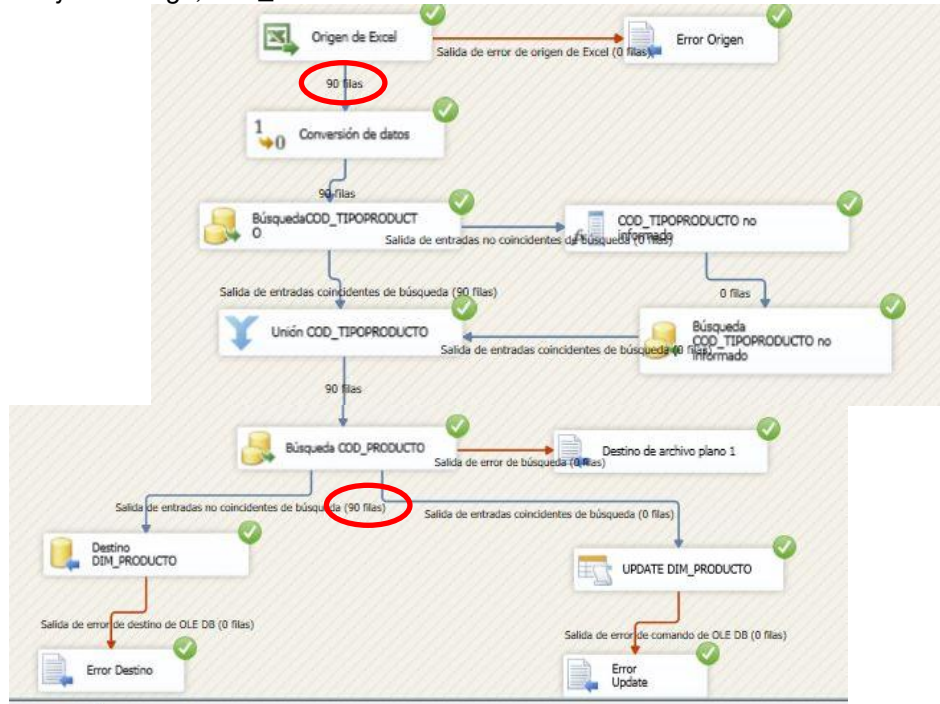 Origen de Excel
Error Origen
Salida de error de origen de Excel (0 filas)
90 filas
1
0
Conversión de datos
90 filas
BúsquedaCOD_TIPOPRODUCT
O
COD_TIPOPRODUCTO no
informado
Salida de entradas no coincidentes de búsqueda (0 filas)
Salida de entradas coincidentes de búsqueda (90 filas)
0 filas
Unión COD_TIPOPRODUCTO
Búsqueda
COD_TIPOPRODUCTO no
informado
Salida de entradas coincidentes de búsqueda (0 filas)
90 filas
Búsqueda COD_PRODUCTO
Destino de archivo plano 1
Salida de error de búsqueda (0 filas)
Salida de entradas no coincidentes de búsqueda (90 filas)
Salida de entradas coincidentes de búsqueda (0 filas)
Destino
DIM_PRODUCTO
UPDATE DIM_PRODUCTO
Salida de error de destino de OLE DB (0 filas)
Salida de error de comando de OLE DB (0 filas)
Error Destino
Error
Update